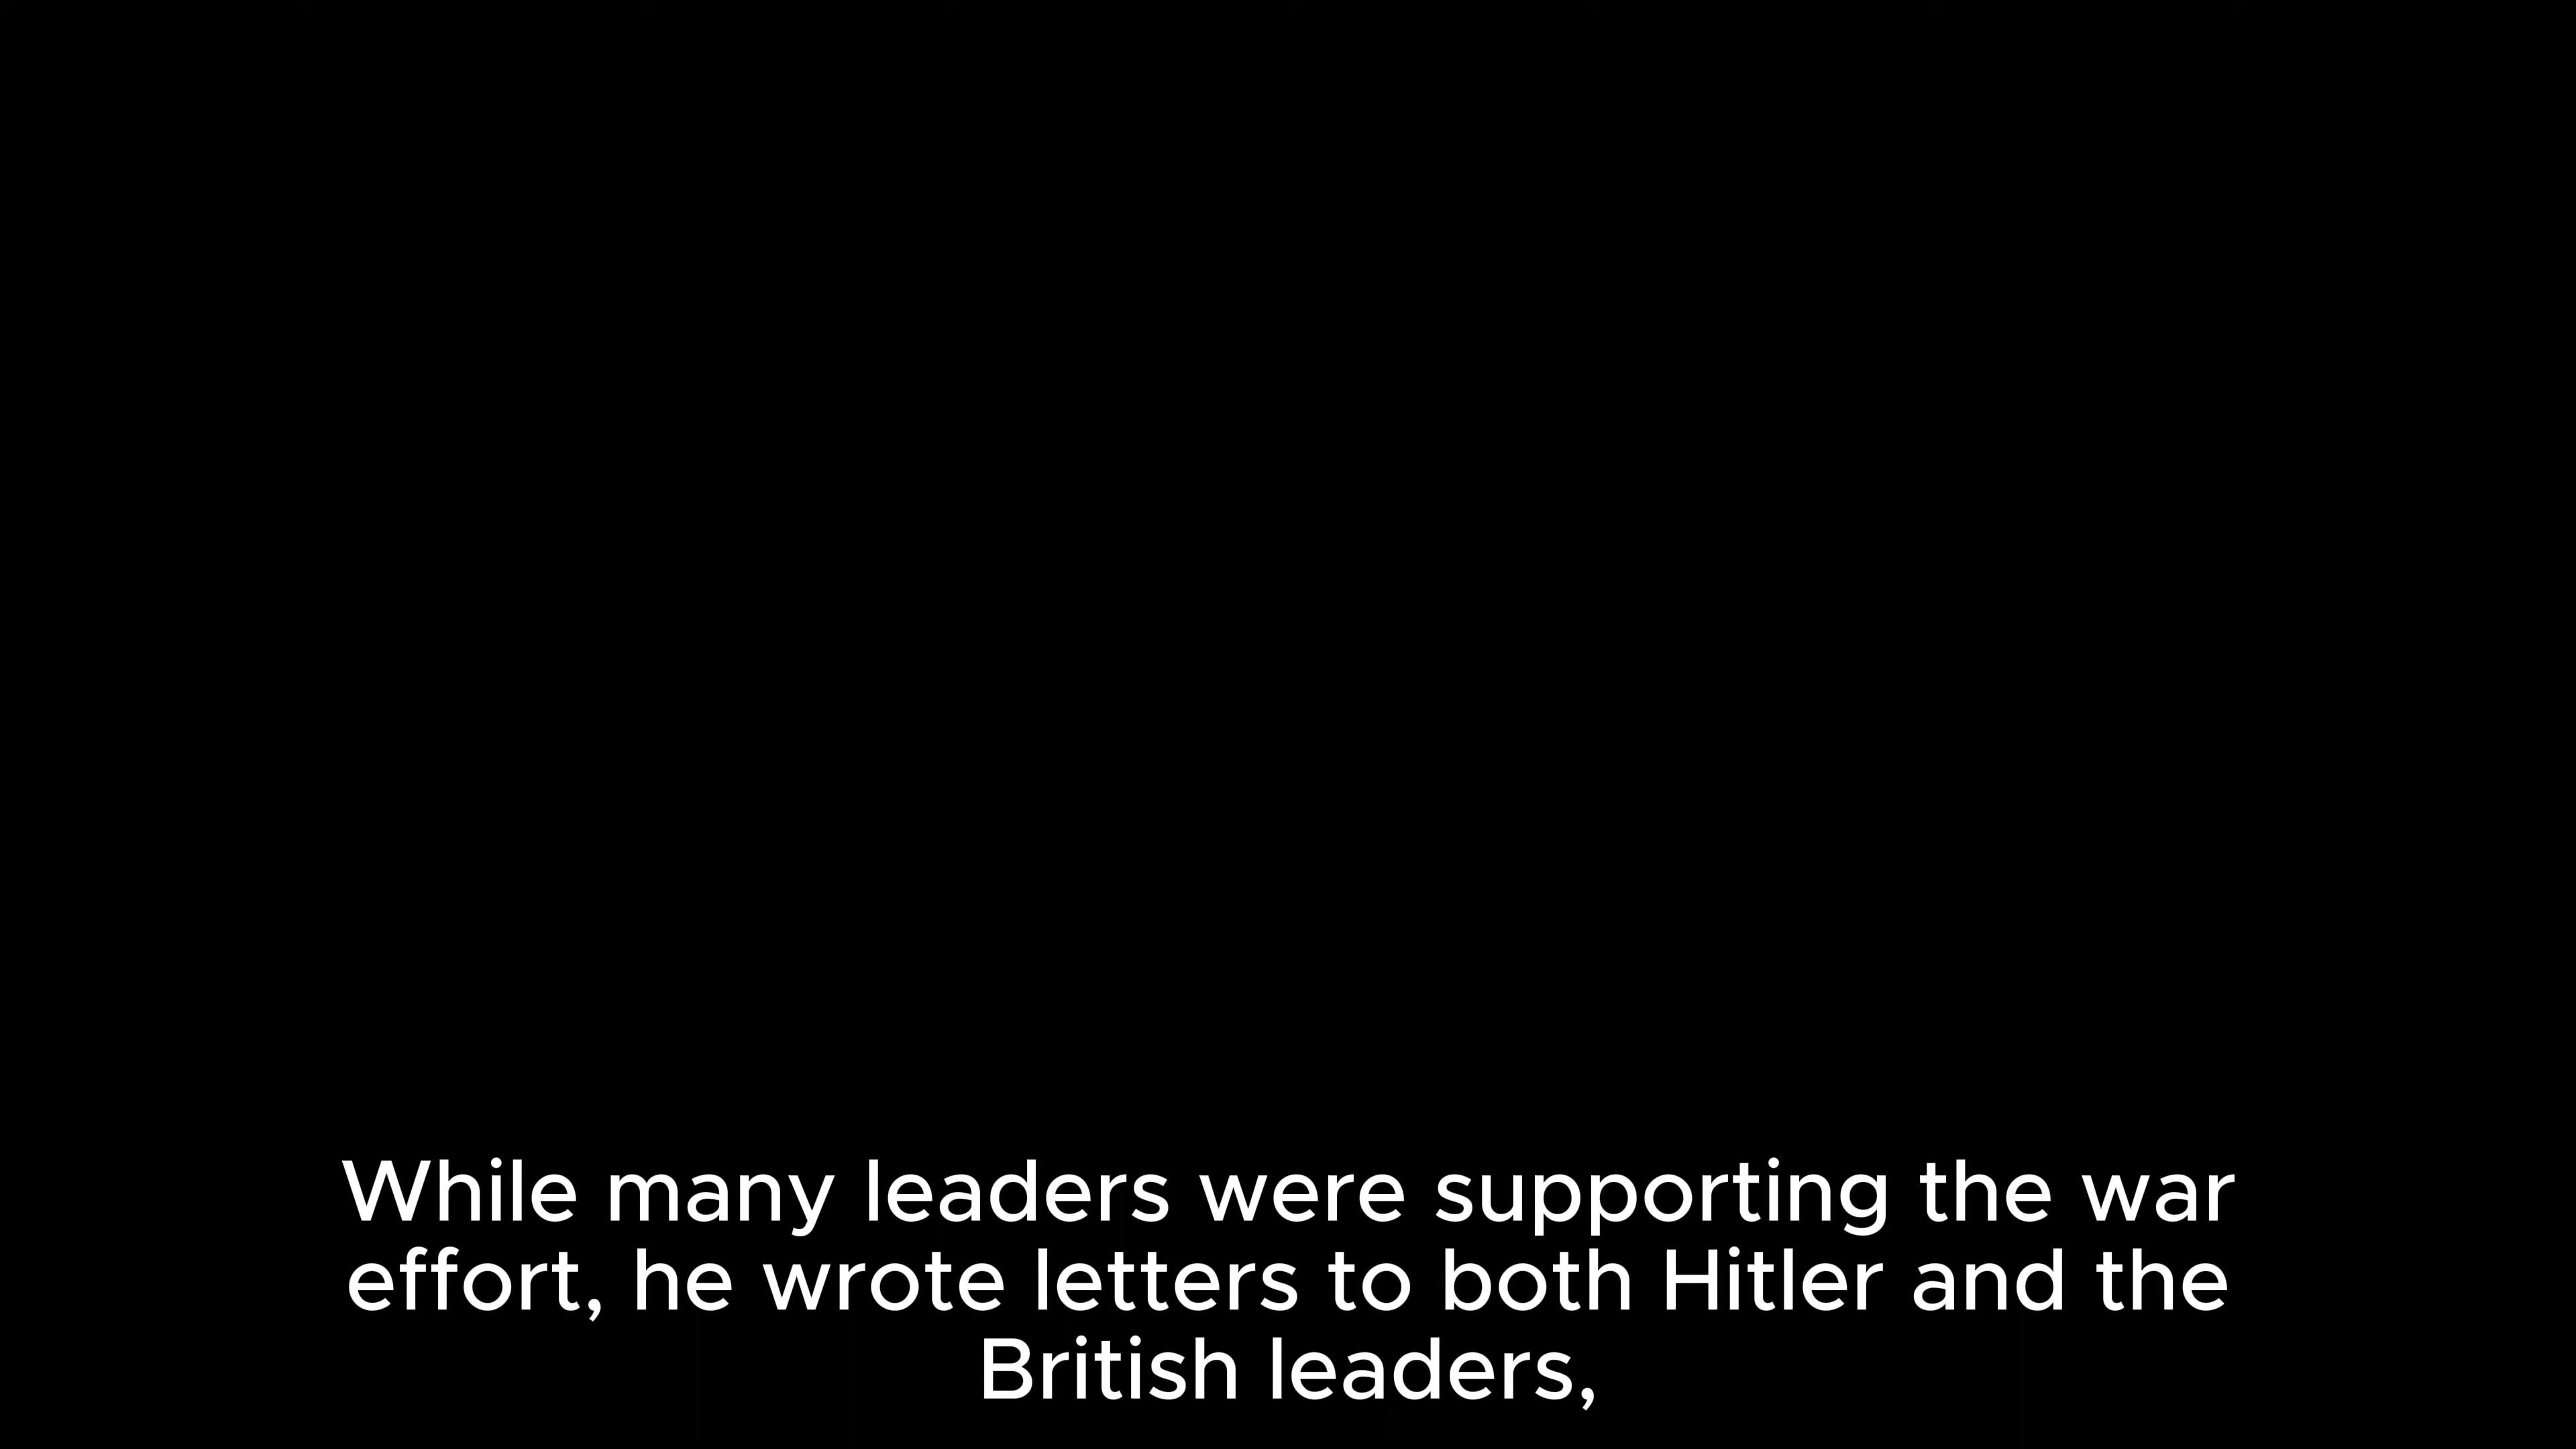 While many leaders were supporting the war
effort, he wrote letters to both Hitler and the
British leaders,